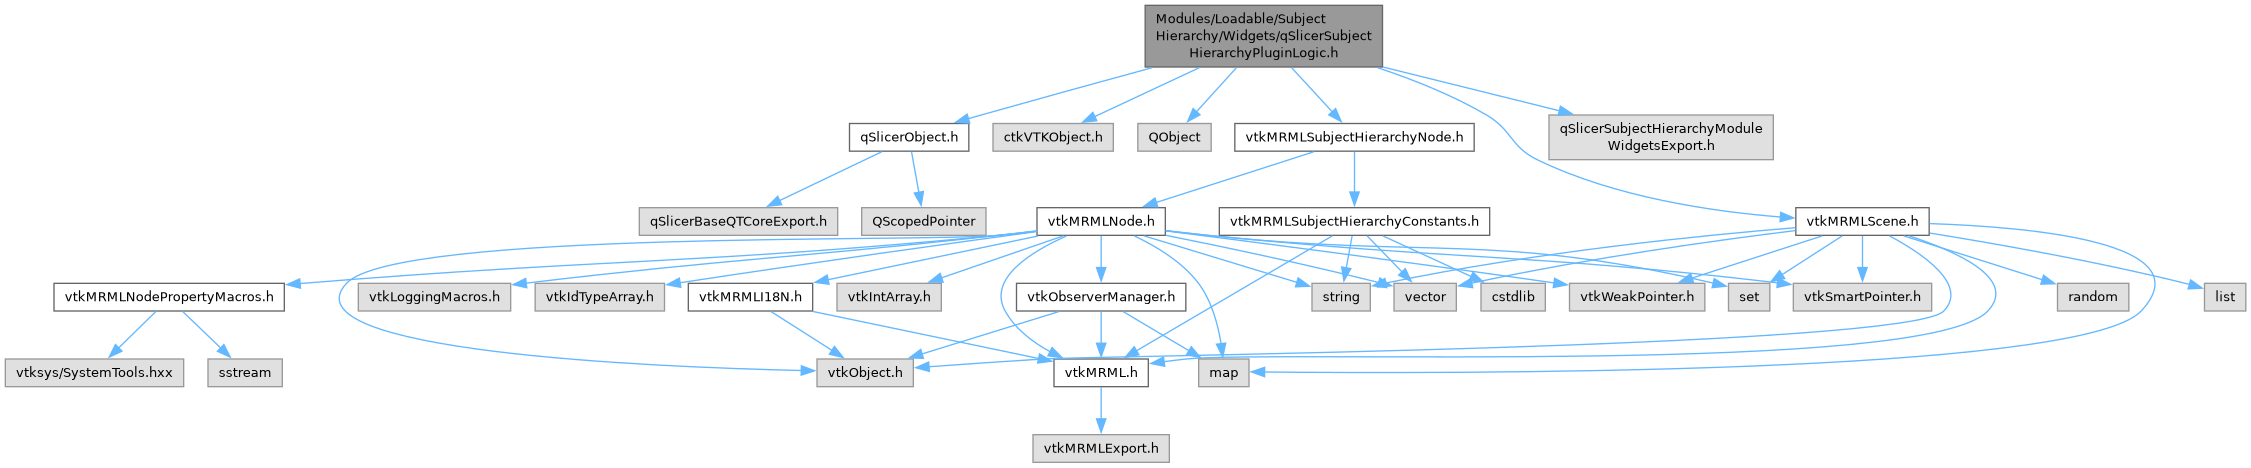 Modules/Loadable/Subject
Hierarchy/Widgets/qSlicerSubject
HierarchyPluginLogic.h
qSlicerObject.h
ctkVTKObject.h
QObject
vtkMRMLSubjectHierarchyNode.h
qSlicerSubjectHierarchyModule
WidgetsExport.h
qSlicerBaseQTCoreExport.h
QScopedPointer
vtkMRMLNode.h
vtkMRMLSubjectHierarchyConstants.h
vtkMRMLScene.h
vtkMRMLNodePropertyMacros.h
vtkLoggingMacros.h
vtkIdTypeArray.h
vtkMRMLI18N.h
vtkIntArray.h
vtkObserverManager.h
string
vector
cstdlib
vtkWeakPointer.h
set
vtkSmartPointer.h
random
list
vtksys/SystemTools.hxx
sstream
vtkObject.h
vtkMRML.h
map
vtkMRMLExport.h